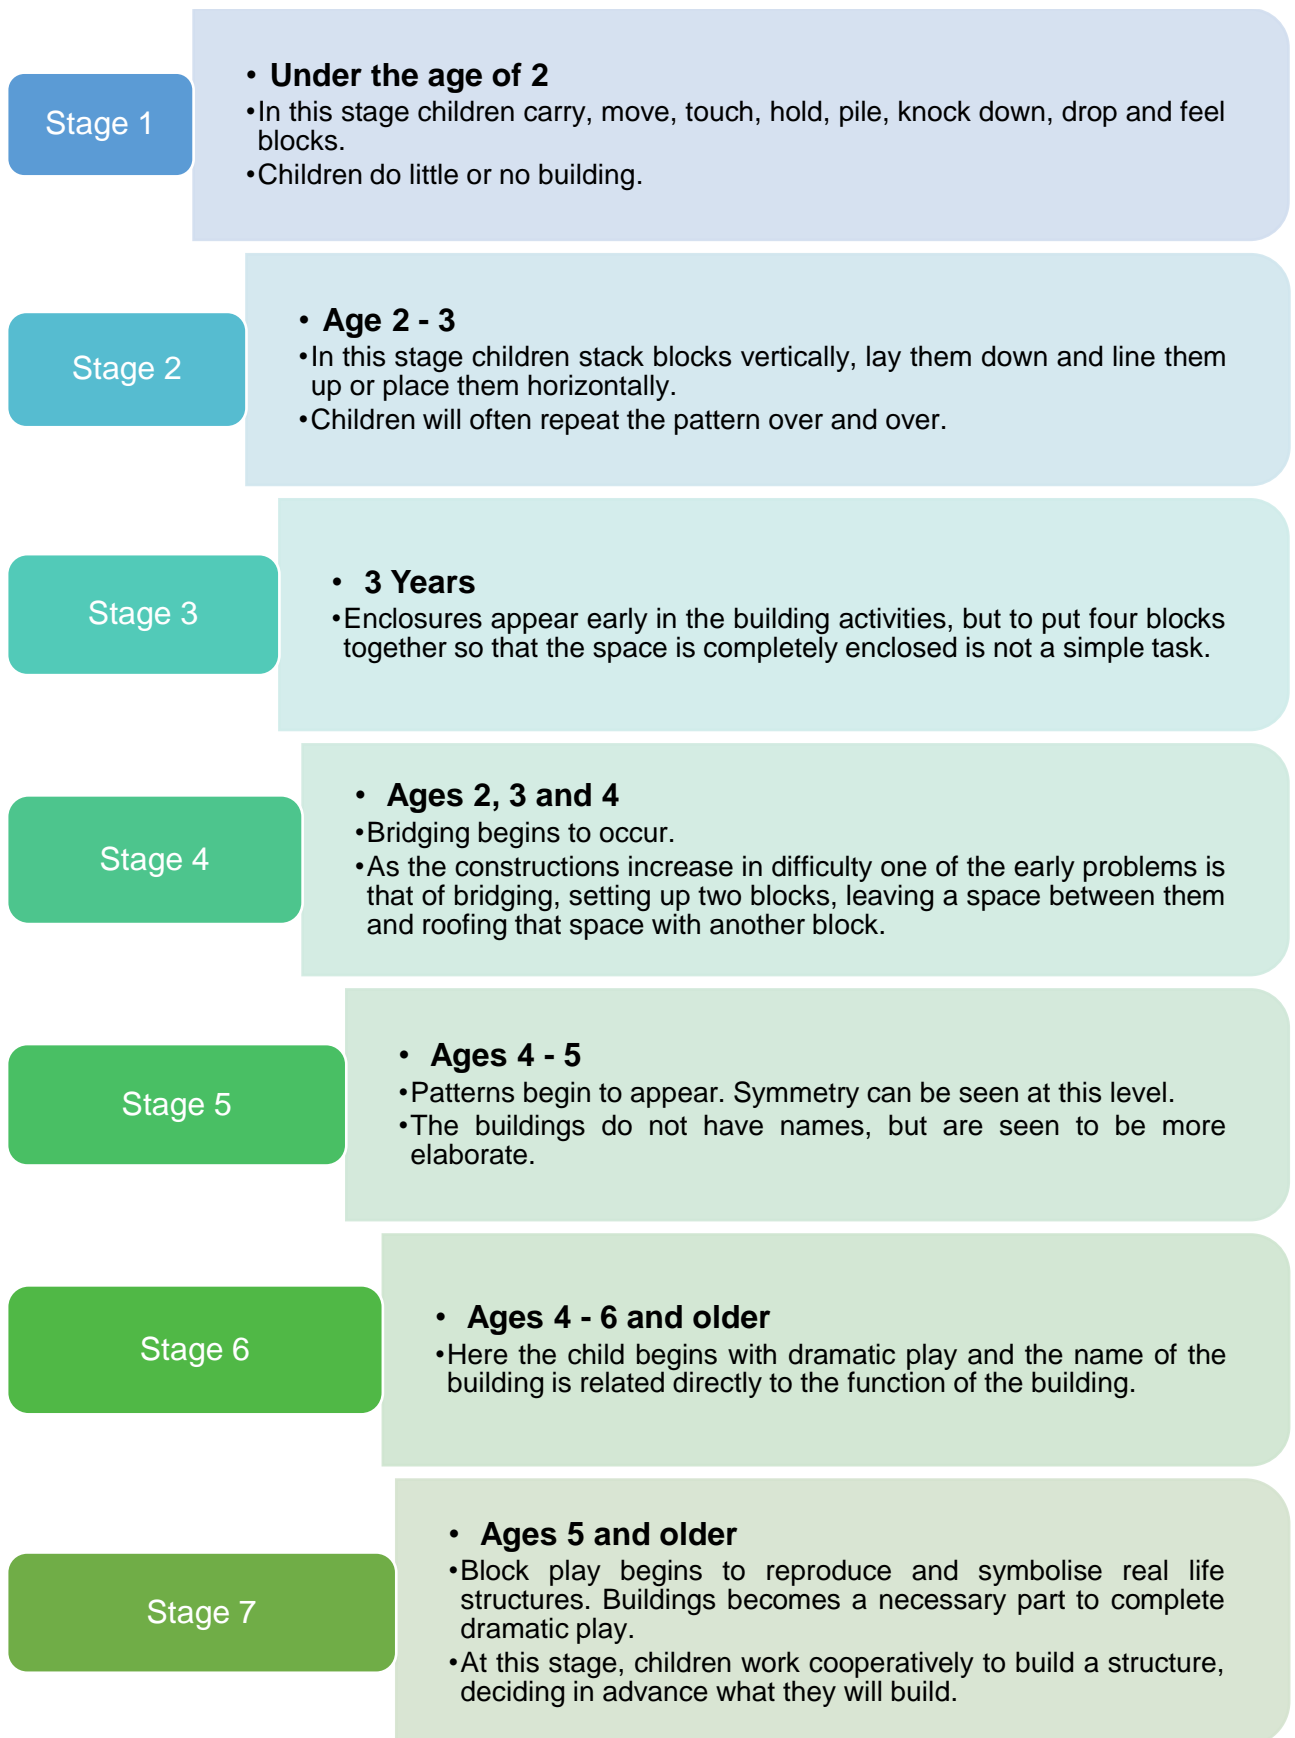 Stage 1
• Under the age of 2
•In this stage children carry, move, touch, hold, pile, knock down, drop and feel
blocks.
•Children do little or no building.
Stage 2
• Age 2 - 3
•In this stage children stack blocks vertically, lay them down and line them
up or place them horizontally.
•Children will often repeat the pattern over and over.
Stage 3
• 3 Years
•Enclosures appear early in the building activities, but to put four blocks
together so that the space is completely enclosed is not a simple task.
Stage 4
• Ages 2, 3 and 4
•Bridging begins to occur.
•As the constructions increase in difficulty one of the early problems is
that of bridging, setting up two blocks, leaving a space between them
and roofing that space with another block.
Stage 5
• Ages 4 - 5
•Patterns begin to appear. Symmetry can be seen at this level.
•The buildings do not have names, but are seen to be more
elaborate.
Stage 6
• Ages 4 - 6 and older
•Here the child begins with dramatic play and the name of the
building is related directly to the function of the building.
Stage 7
• Ages 5 and older
•Block play begins to reproduce and symbolise real life
structures. Buildings becomes a necessary part to complete
dramatic play.
•At this stage, children work cooperatively to build a structure,
deciding in advance what they will build.